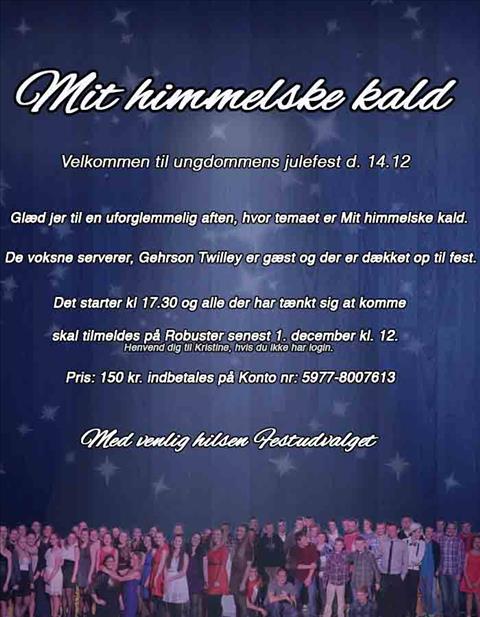 Mit himmelske kald
Velkommen til ungdommens julefest d. 14.12
Glæd jer til en uforglemmelig aften, hvor temaet er Mit himmelske kald.
De voksne serverer, Gehrson Twilley er gæst og der er dækket op til fest.
Det starter kl 17.30 og alle der har tænkt sig at komme
skal tilmeldes på Robuster senest 1. december kl. 12.
Henvend dig til Kristine, hvis du ikke har login.
Pris: 150 kr. indbetales på Konto nr: 5977-8007613
Med venlig hilsen Festudvalget